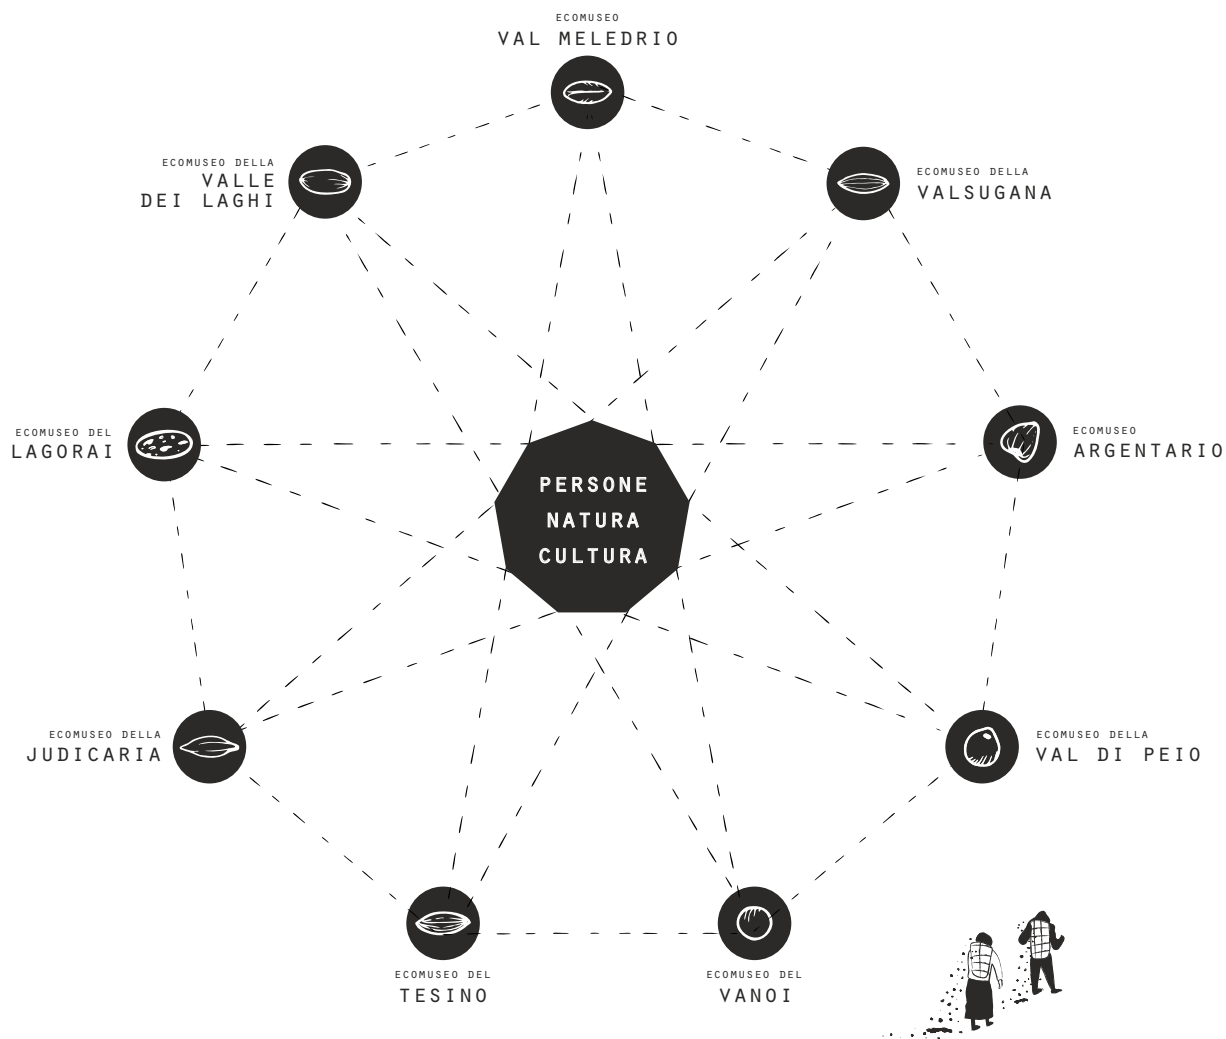 ECOMUSEO
VAL MELEDRIO
ECOMUSEO DELLA
VALLE
DEI LAGHI
ECOMUSEO DELLA
VALSUGANA
ECOMUSEO DEL
LAGORAI
ECOMUSEO
ARGENTARIO
PERSONE
NATURA
CULTURA
ECOMUSEO DELLA
JUDICARIA
ECOMUSEO DELLA
VAL DI PEIO
ECOMUSEO DEL
TESINO
ECOMUSEO DEL
VANOI